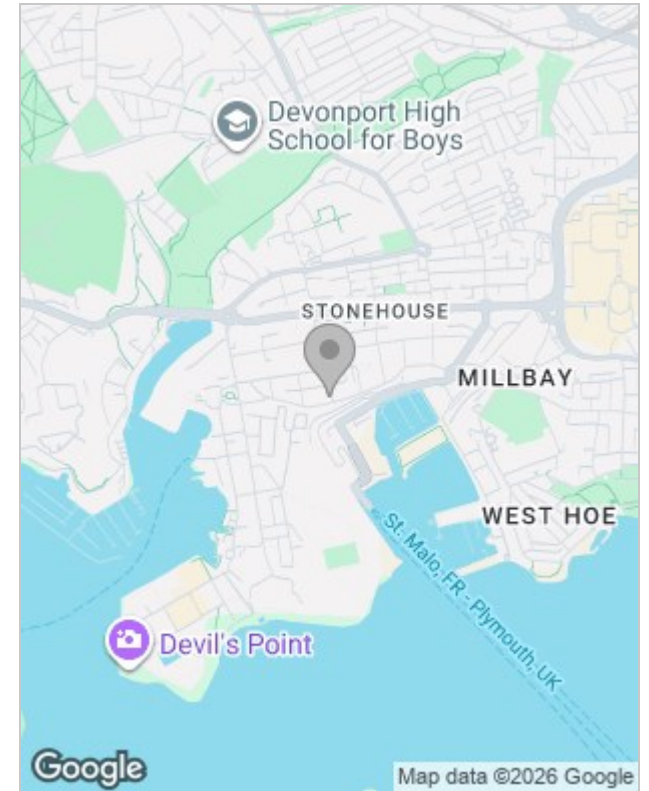 Devonport High
School for Boys
STONEHOUSE
MILLBAY
WEST HOE
St. Malo, FR - Plymouth, UK
Devil's Point
Google
Map data ©2026 Google